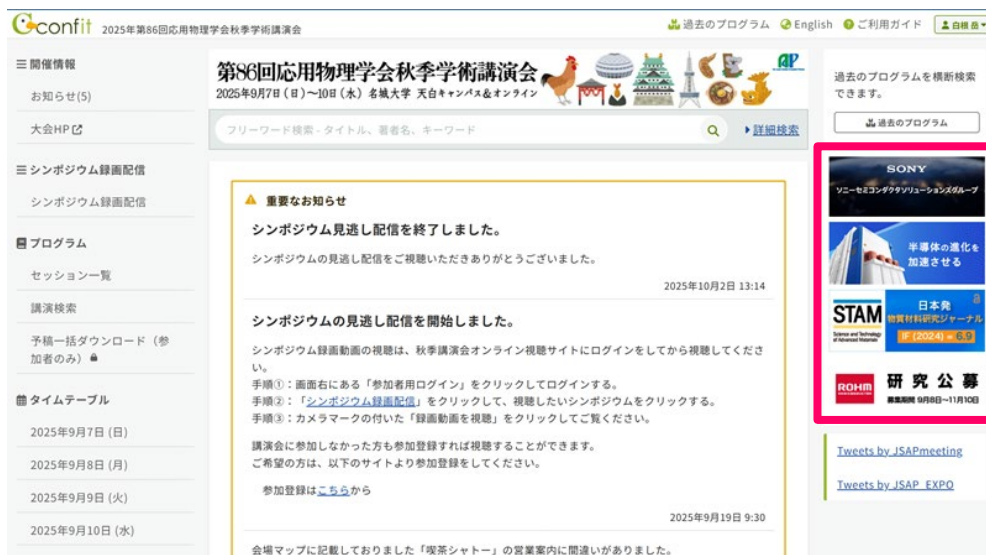 confit 2025年第86回応用物理学会秋季学術講演会
過去のプログラム English ご利用ガイド 白根 岳
開催情報
お知らせ(5)
大会HP
シンポジウム録画配信
シンポジウム録画配信
プログラム
セッション一覧
講演検索
予稿一括ダウンロード（参
加者のみ）
タイムテーブル
2025年9月7日 (日)
2025年9月8日 (月)
2025年9月9日 (火)
2025年9月10日 (水)
第86回応用物理学会秋季学術講演会
2025年9月7日（日）～10日（水）名城大学 天白キャンパス&オンライン
フリーワード検索 - タイトル、著者名、キーワード
詳細検索
重要なお知らせ
シンポジウム見逃し配信を終了しました。
シンポジウムの見逃し配信をご視聴いただきありがとうございました。
2025年10月2日 13:14
シンポジウムの見逃し配信を開始しました。
シンポジウム録画動画の視聴は、秋季講演会オンライン視聴サイトにログインをしてから視聴してくださ
い。
手順①：画面右にある「参加者用ログイン」をクリックしてログインする。
手順②：「シンポジウム録画配信」をクリックして、視聴したいシンポジウムをクリックする。
手順③：カメラマークの付いた「録画動画を視聴」をクリックしてご覧ください。
講演会に参加しなかった方も参加登録すれば視聴することができます。
ご希望の方は、以下のサイトより参加登録をしてください。
参加登録はこちらから
2025年9月19日 9:30
会場マップに記載しておりました「喫茶シャトー」の営業案内に間違いがありました。
過去のプログラムを横断検索
できます。
過去のプログラム
SONY
ソニーセミコンダクタソリューションズグループ
半導体の進化を
加速させる
STAM
Science and Technology
of Advanced Materials
日本発
物質材料研究ジャーナル
IF (2024) = 6.9
ROHM
研究公募
募集期間 9月8日～11月10日
Tweets by JSAPmeeting
Tweets by JSAP_EXPO